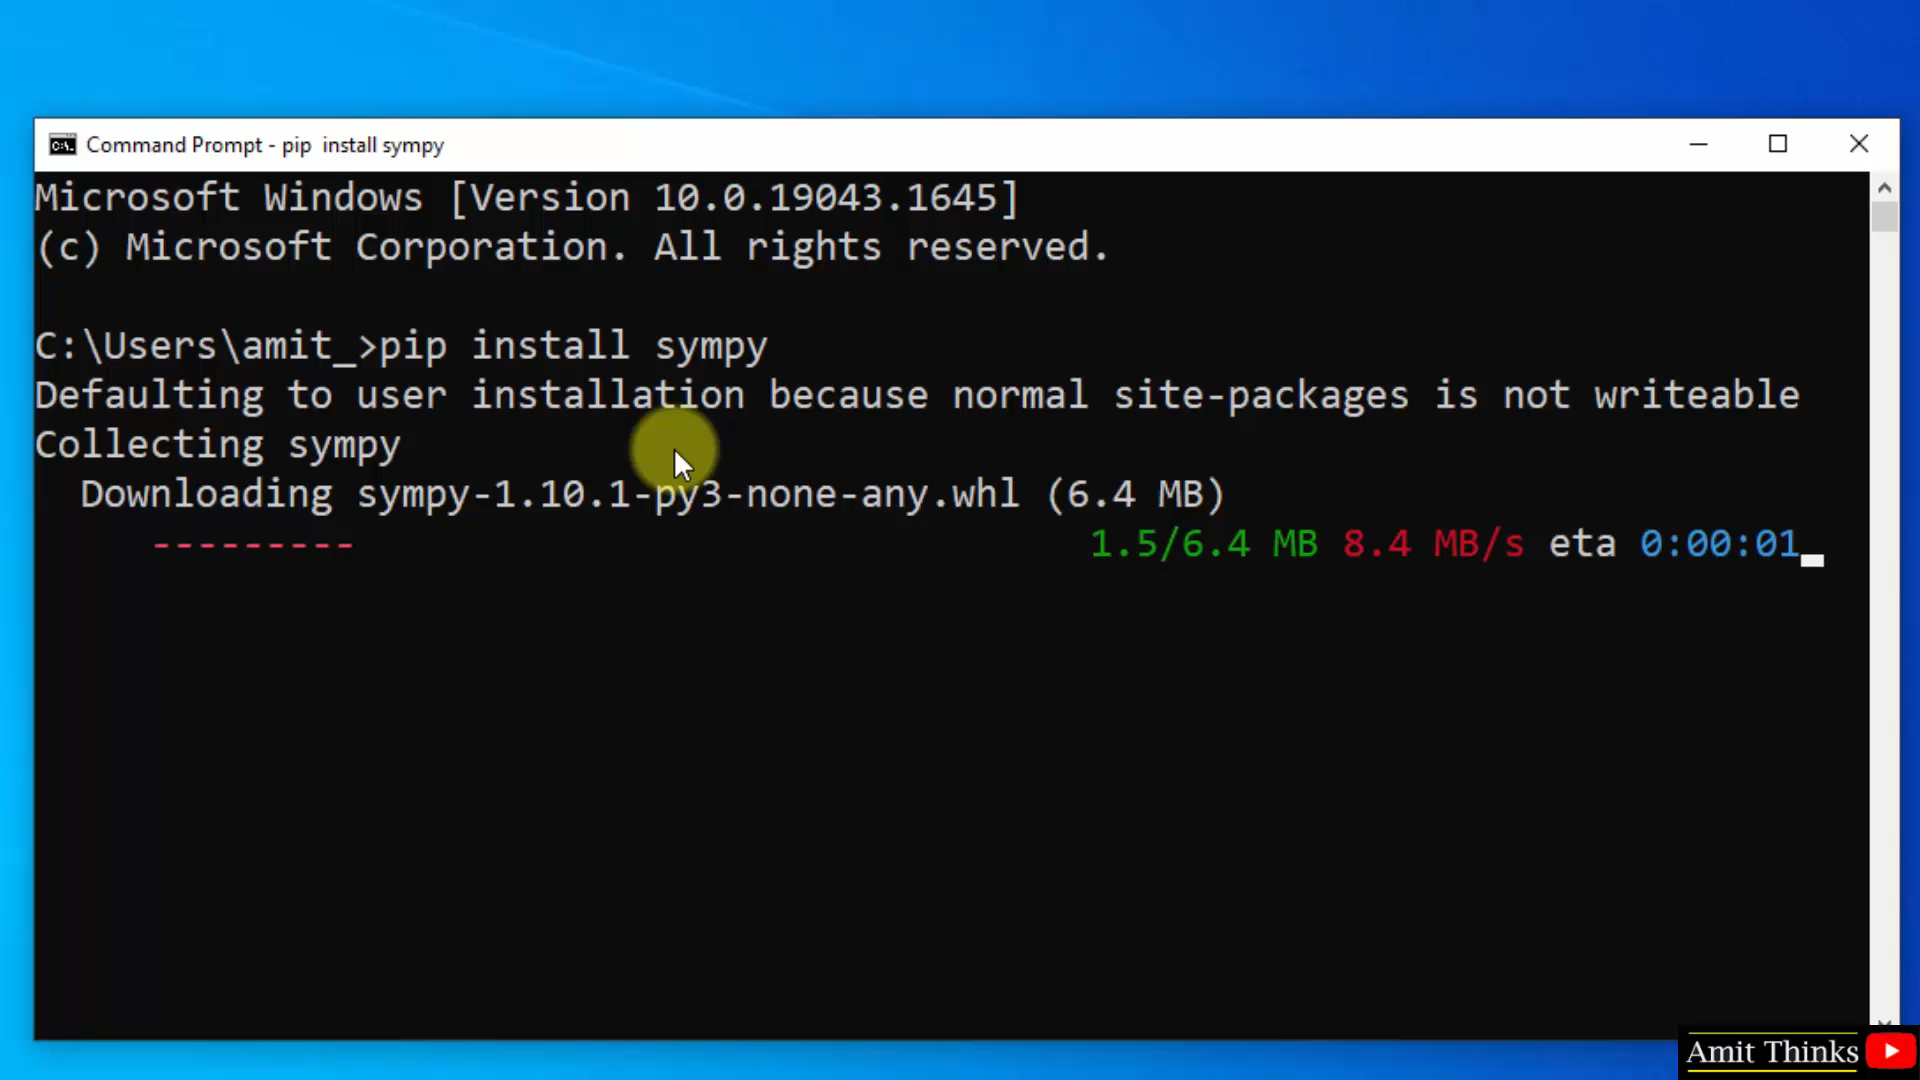 Command Prompt - pip  install sympy
Microsoft Windows [Version 10.0.19043.1645]
(c) Microsoft Corporation. All rights reserved.
C:\Users\amit_>pip install sympy
Defaulting to user installation because normal site-packages is not writeable
Collecting sympy
  Downloading sympy-1.10.1-py3-none-any.whl (6.4 MB)
--------- 1.5/6.4 MB 8.4 MB/s eta 0:00:01
Amit Thinks